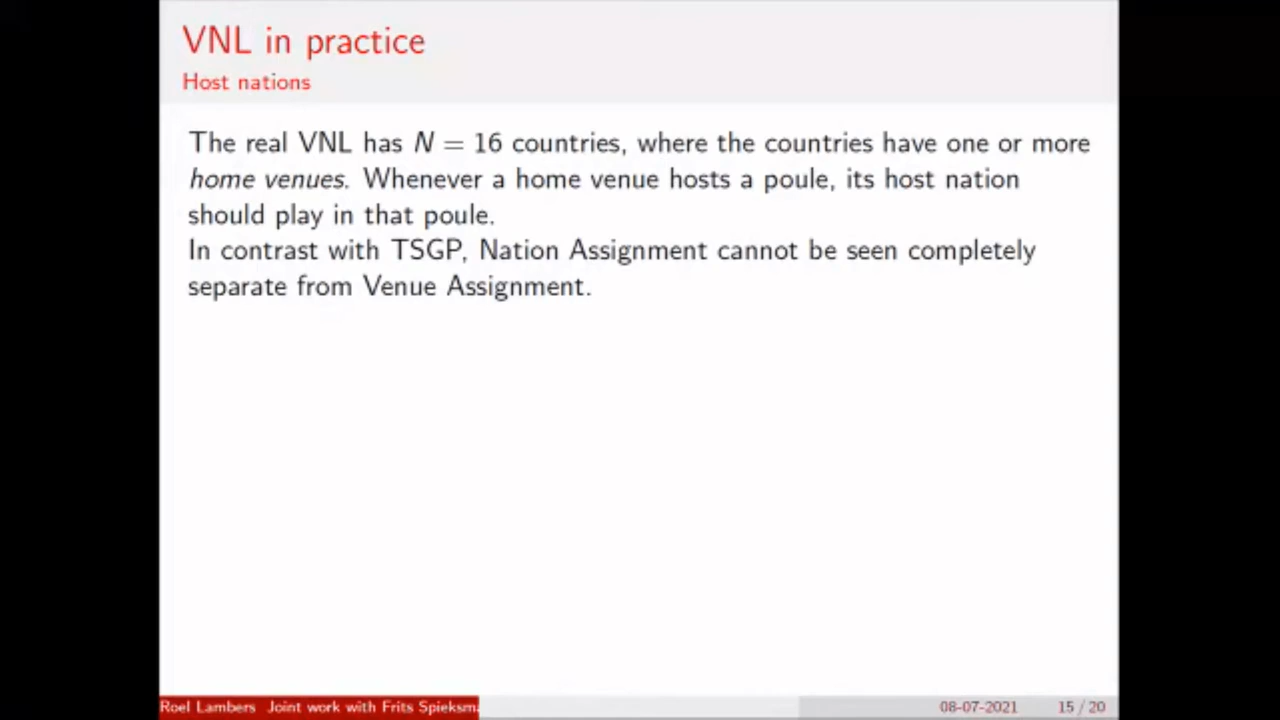 VNL in practice
Host nations
The real VNL has N = 16 countries, where the countries have one or more
home venues. Whenever a home venue hosts a poule, its host nation
should play in that poule.
In contrast with TSGP, Nation Assignment cannot be seen completely
separate from Venue Assignment.
Roel Lambers Joint work with Frits Spieksma
08-07-2021 15 / 20